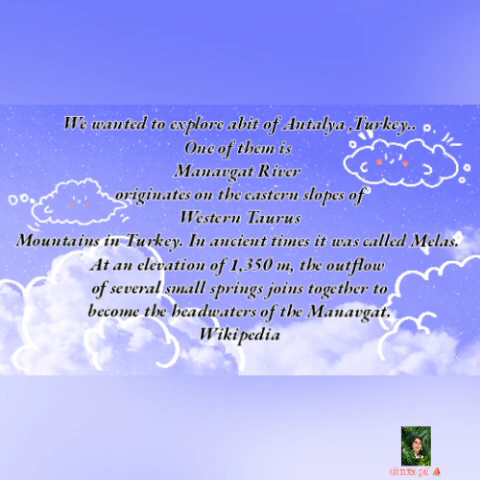 We wanted to explore abit of Antalya ,Turkey..
One of them is
Manavgat River
originates on the eastern slopes of
Western Taurus
Mountains in Turkey. In ancient times it was called Melas.
At an elevation of 1,350 m, the outflow
of several small springs joins together to
become the headwaters of the Manavgat.
Wikipedia